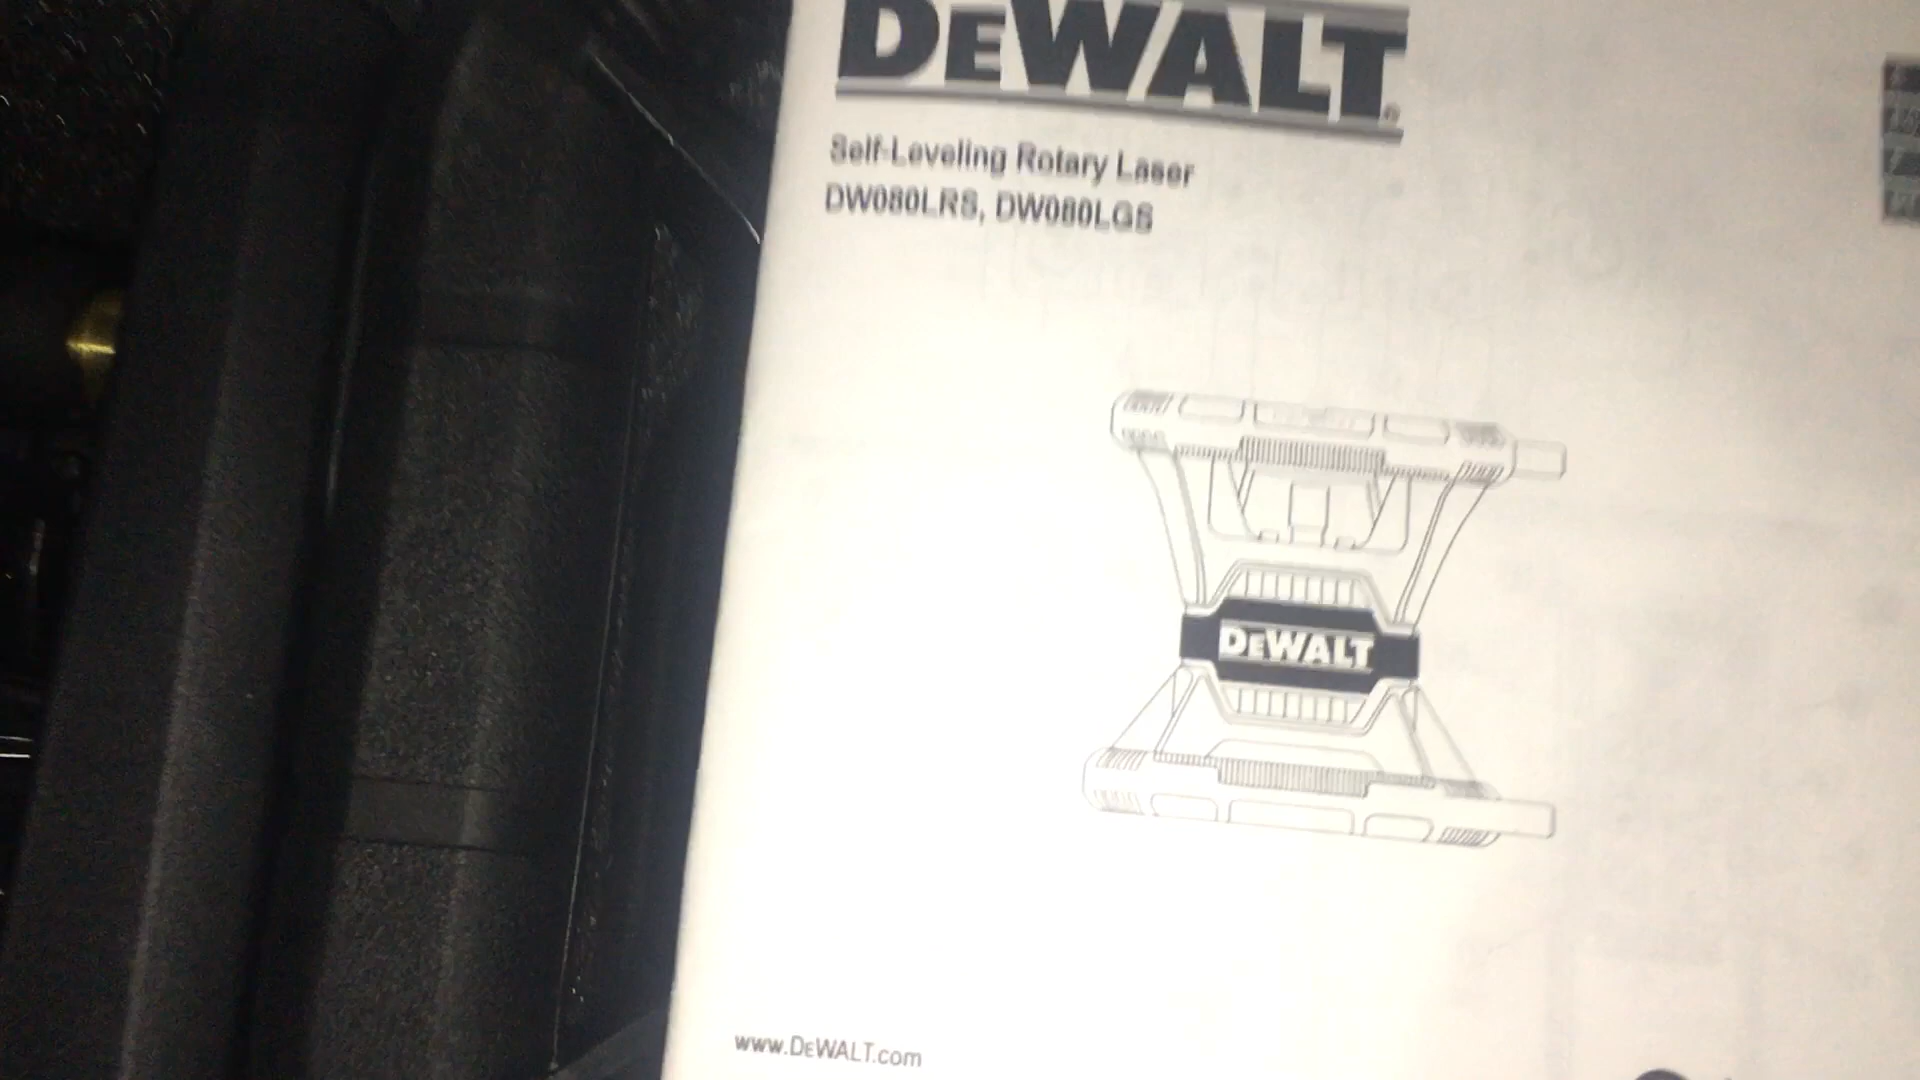 DEWALT®
Self-Leveling Rotary Laser
DW080LRS, DW080LGS
DEWALT
www.DEWALT.com